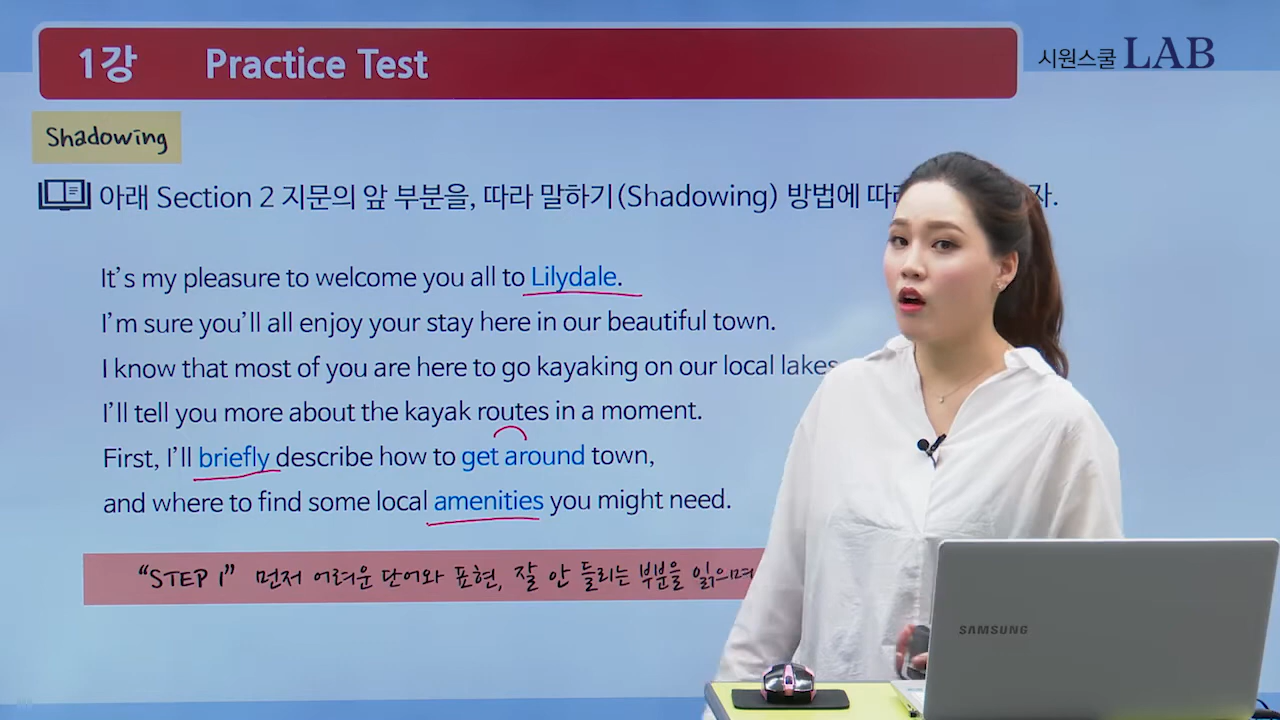 1강 Practice Test
시원스쿨 LAB
Shadowing
아래 Section 2 지문의 앞 부분을, 따라 말하기(Shadowing) 방법에 자.
It's my pleasure to welcome you all to Lilydale.
I'm sure you'll all enjoy your stay here in our beautiful town.
I know that most of you are here to go kayaking on our local lakes
I'll tell you more about the kayak routes in a moment.
First, I'll briefly describe how to get around town,
and where to find some local amenities you might need.
"STEP 1" 먼저 어려운 단어와 표현, 잘 안 들리는 부분을 읽으며
SAMSUNG